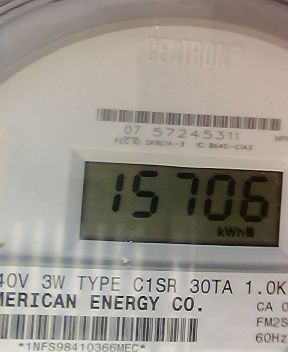 CENTRON
07 57245311
15706
kWh
40V 3W TYPE C1SR 30TA 1.0K
MERICAN ENERGY CO.
CA 0
FM2S
60Hz
*1NFS98410366MEC*